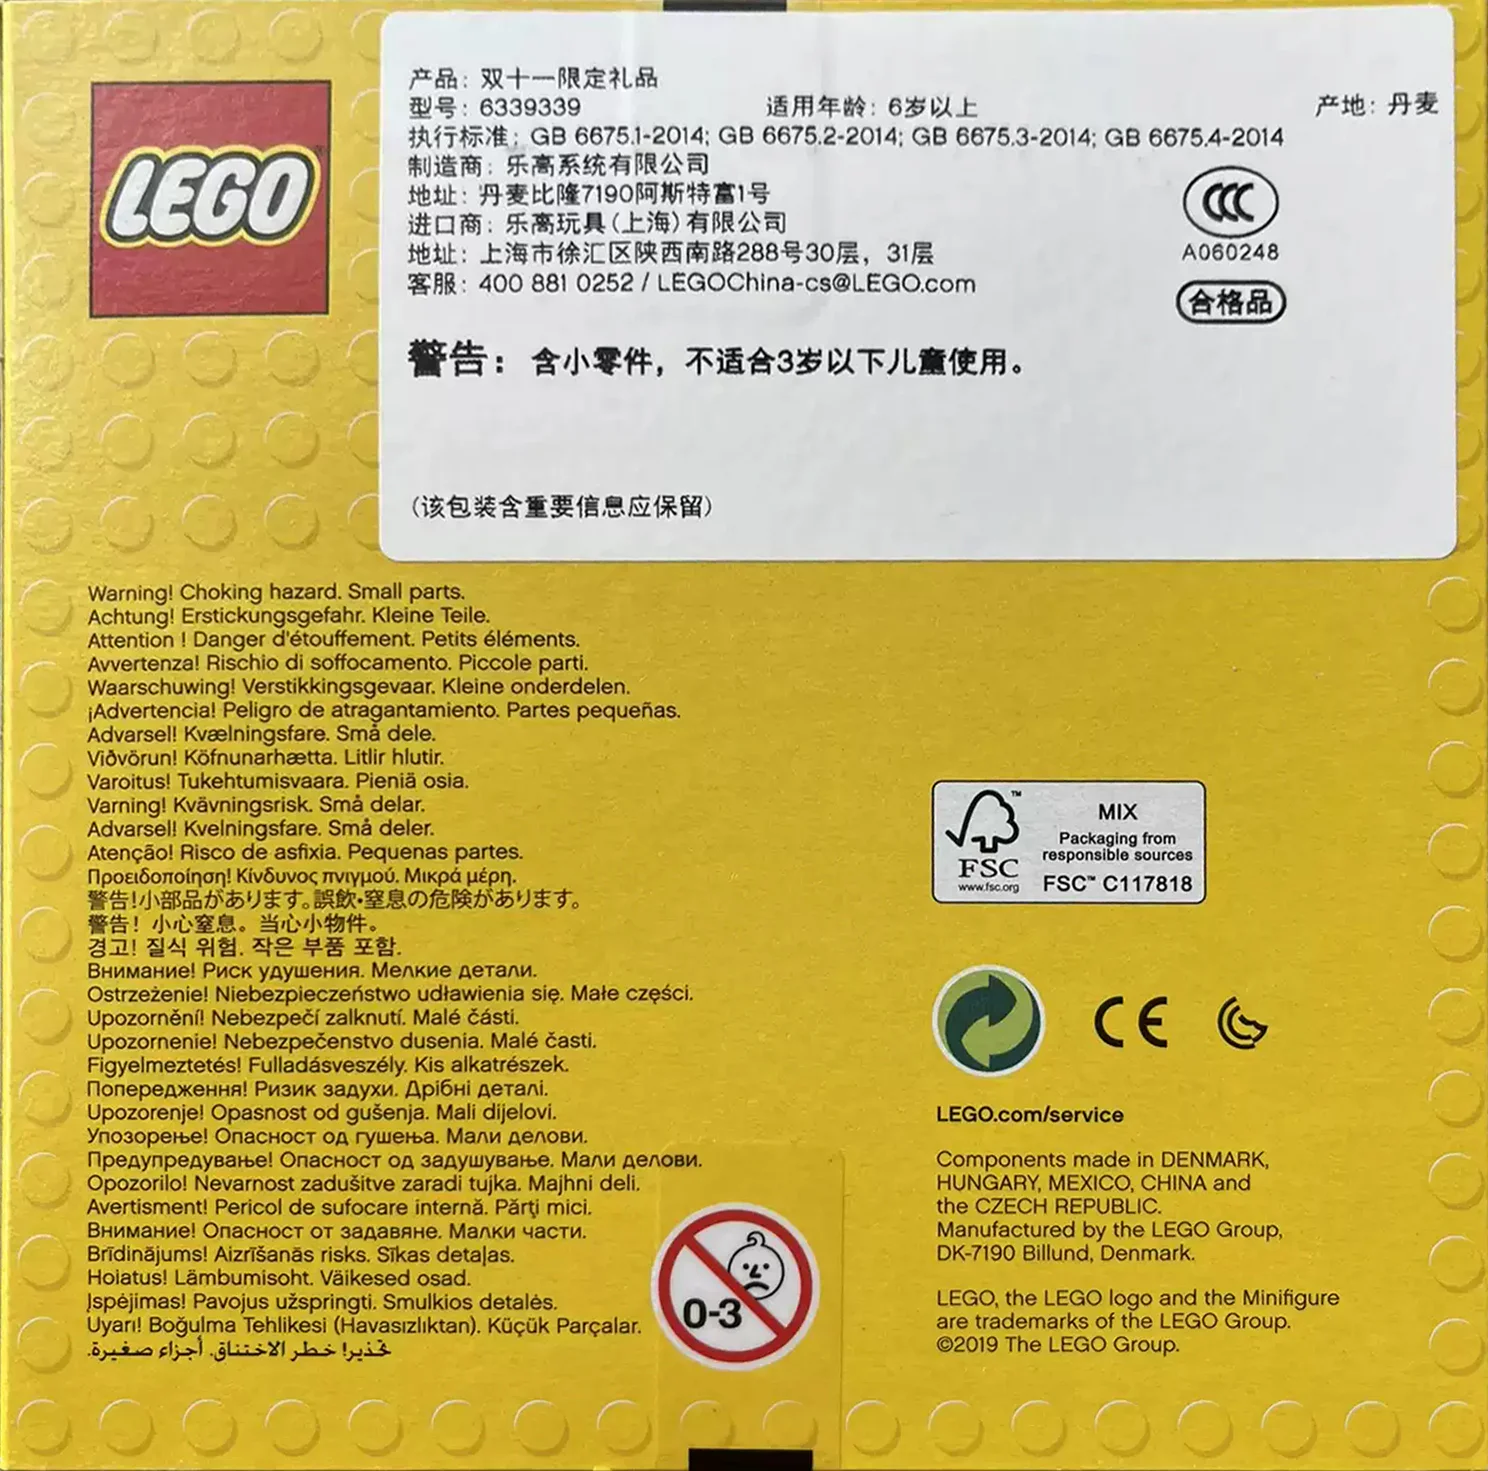 LEGO
产品: 双十一限定礼品
型号: 6339339 适用年龄: 6岁以上 产地: 丹麦
执行标准: GB 6675.1-2014; GB 6675.2-2014; GB 6675.3-2014; GB 6675.4-2014
制造商: 乐高系统有限公司
地址: 丹麦比隆7190阿斯特富1号
进口商: 乐高玩具(上海)有限公司
地址: 上海市徐汇区陕西南路288号30层，31层
客服: 400 881 0252 / LEGOChina-cs@LEGO.com
CCC
A060248
合格品
警告: 含小零件，不适合3岁以下儿童使用。
(该包装含重要信息应保留)
Warning! Choking hazard. Small parts.
Achtung! Erstickungsgefahr. Kleine Teile.
Attention ! Danger d'étouffement. Petits éléments.
Avvertenza! Rischio di soffocamento. Piccole parti.
Waarschuwing! Verstikkingsgevaar. Kleine onderdelen.
¡Advertencia! Peligro de atragantamiento. Partes pequeñas.
Advarsel! Kvælningsfare. Små dele.
Viðvörun! Köfnunarhætta. Litlir hlutir.
Varoitus! Tukehtumisvaara. Pieniä osia.
Varning! Kvävningsrisk. Små delar.
Advarsel! Kvelningsfare. Små deler.
Atenção! Risco de asfixia. Pequenas partes.
Προειδοποίηση! Κίνδυνος πνιγμού. Μικρά μέρη.
警告!小部品があります。誤飲•窒息の危険があります。
警告！小心窒息。当心小物件。
경고! 질식 위험. 작은 부품 포함.
Внимание! Риск удушения. Мелкие детали.
Ostrzeżenie! Niebezpieczeństwo udławienia się. Małe części.
Upozornění! Nebezpečí zalknutí. Malé části.
Upozornenie! Nebezpečenstvo dusenia. Malé časti.
Figyelmeztetés! Fulladásveszély. Kis alkatrészek.
Попередження! Ризик задухи. Дрібні деталі.
Upozorenje! Opasnost od gušenja. Mali dijelovi.
Упозорење! Опасност од гушења. Мали делови.
Предупредување! Опасност од задушување. Мали делови.
Opozorilo! Nevarnost zadušitve zaradi tujka. Majhni deli.
Avertisment! Pericol de sufocare internă. Părți mici.
Внимание! Опасност от задавяне. Малки части.
Brīdinājums! Aizrīšanās risks. Sīkas detaļas.
Hoiatus! Lämbumisoht. Väikesed osad.
Įspėjimas! Pavojus užspringti. Smulkios detalės.
Uyarı! Boğulma Tehlikesi (Havasızlıktan). Küçük Parçalar.
تحذير! خطر الاختناق. أجزاء صغيرة.
0-3
FSC
www.fsc.org
MIX
Packaging from
responsible sources
FSC™ C117818
CE
LEGO.com/service
Components made in DENMARK,
HUNGARY, MEXICO, CHINA and
the CZECH REPUBLIC.
Manufactured by the LEGO Group,
DK-7190 Billund, Denmark.
LEGO, the LEGO logo and the Minifigure
are trademarks of the LEGO Group.
©2019 The LEGO Group.